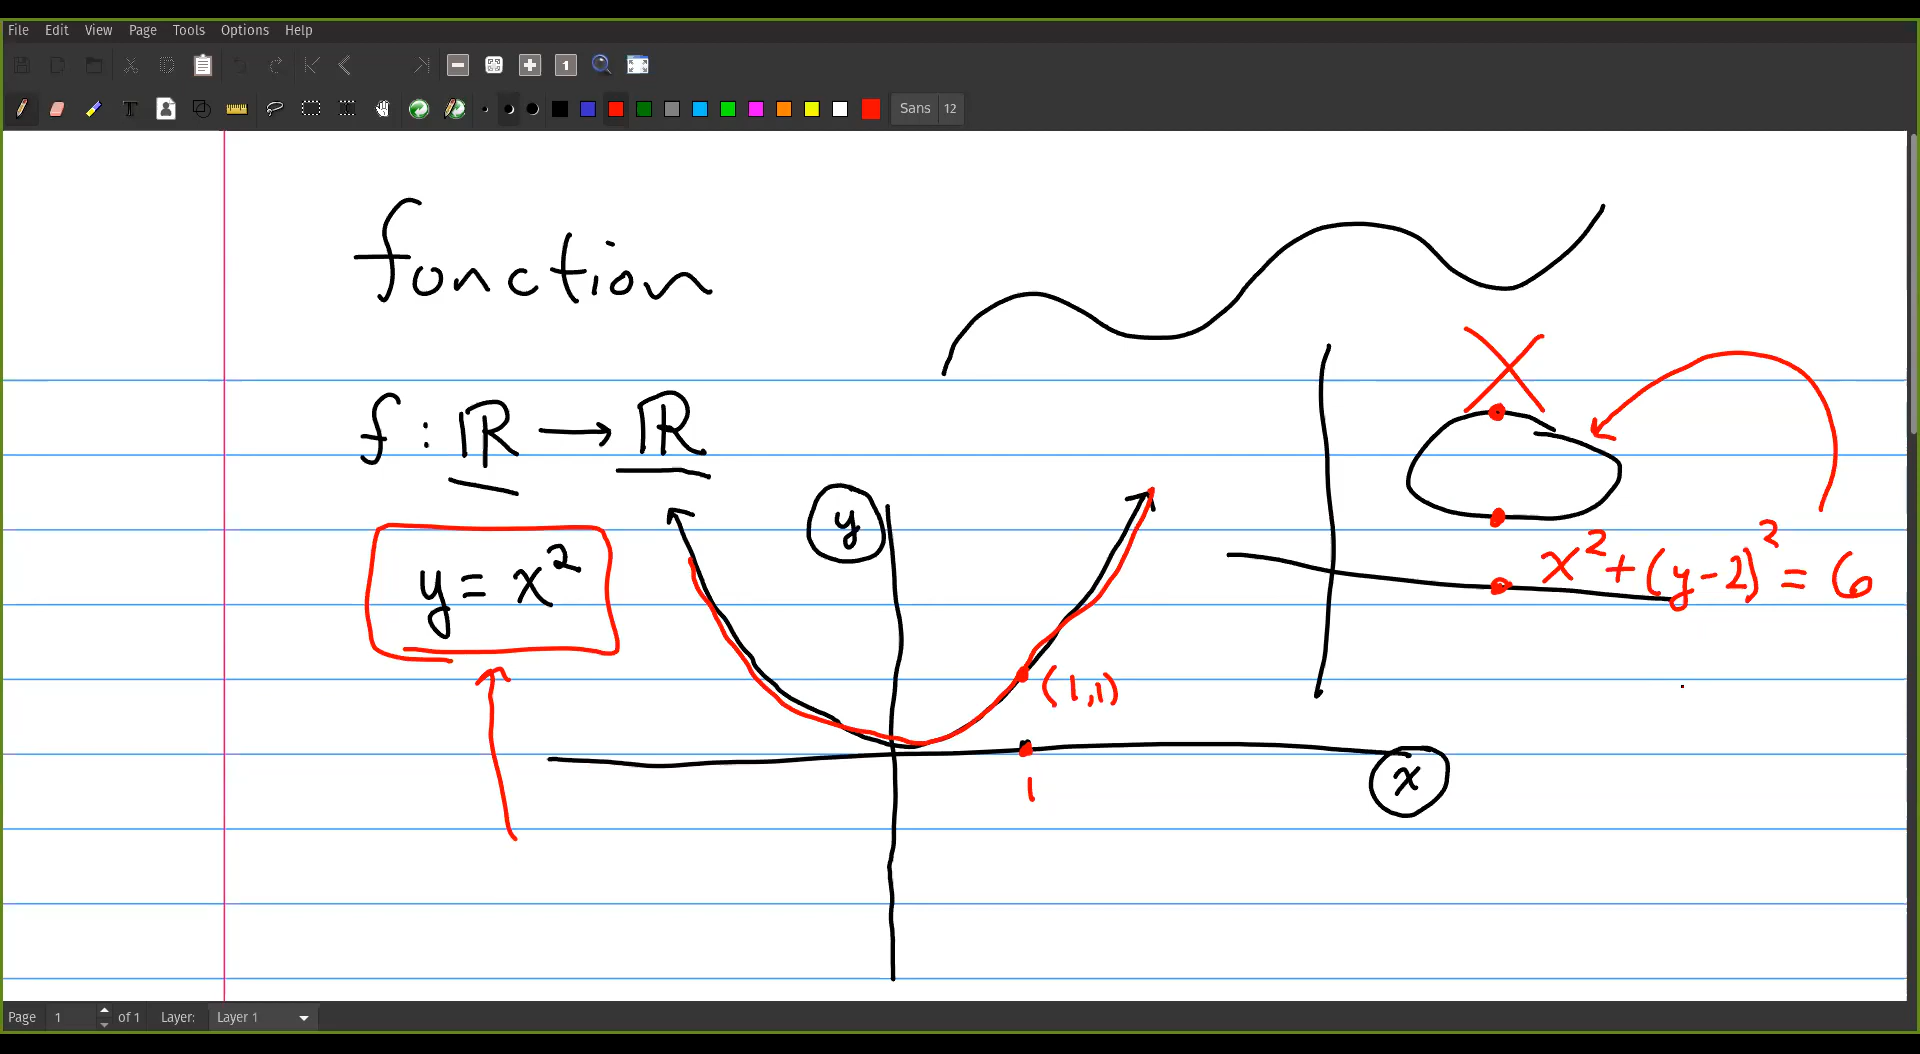 File Edit View Page Tools Options Help
Sans 12
fonction
f : ℝ → ℝ
y
y = x²
x² + (y - 2)² = 6
(1,1)
x
1
Page 1 of 1 Layer: Layer 1